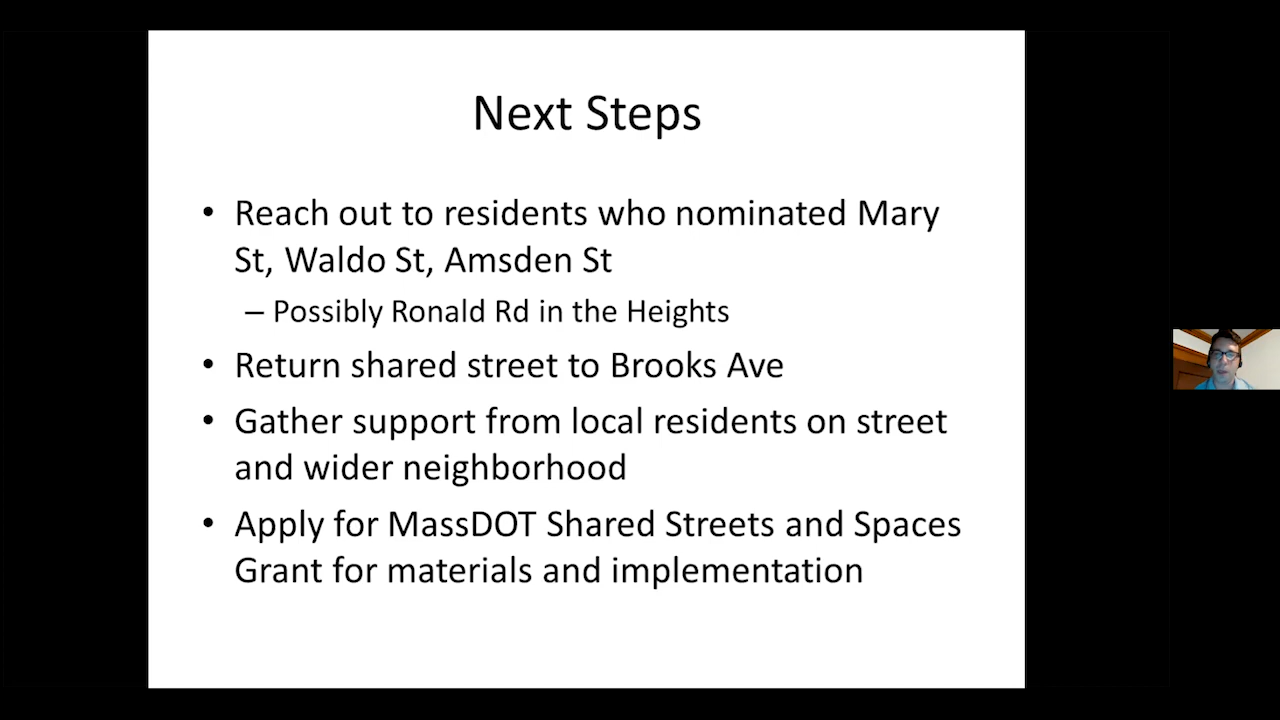 Next Steps
• Reach out to residents who nominated Mary
St, Waldo St, Amsden St
– Possibly Ronald Rd in the Heights
• Return shared street to Brooks Ave
• Gather support from local residents on street
and wider neighborhood
• Apply for MassDOT Shared Streets and Spaces
Grant for materials and implementation